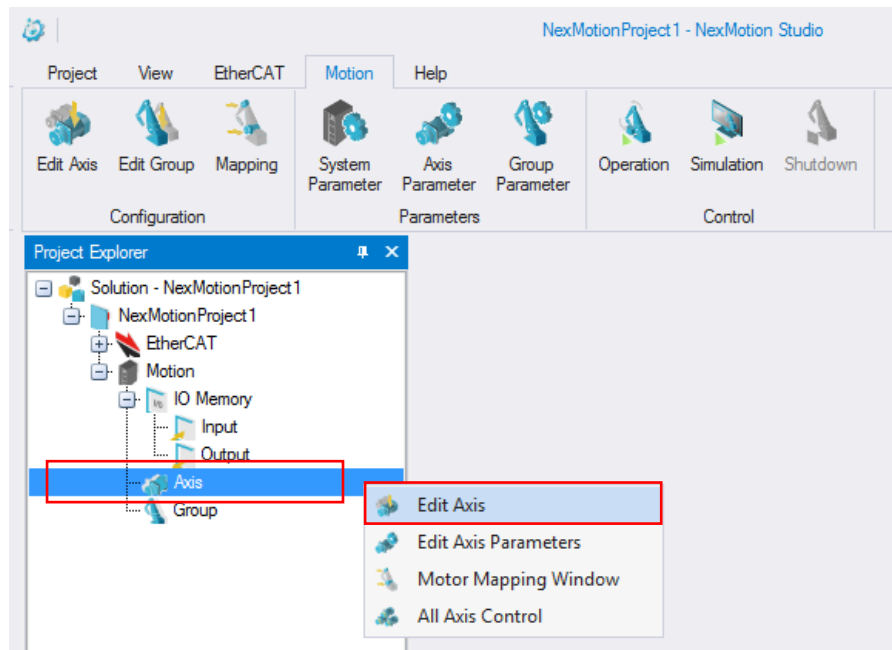 NexMotionProject1 - NexMotion Studio
Project View EtherCAT Motion Help
Edit Axis Edit Group Mapping System Parameter Axis Parameter Group Parameter Operation Simulation Shutdown
Configuration Parameters Control
Project Explorer
Solution - NexMotionProject1
NexMotionProject1
EtherCAT
Motion
IO Memory
Input
Output
Axis
Group
Edit Axis
Edit Axis Parameters
Motor Mapping Window
All Axis Control